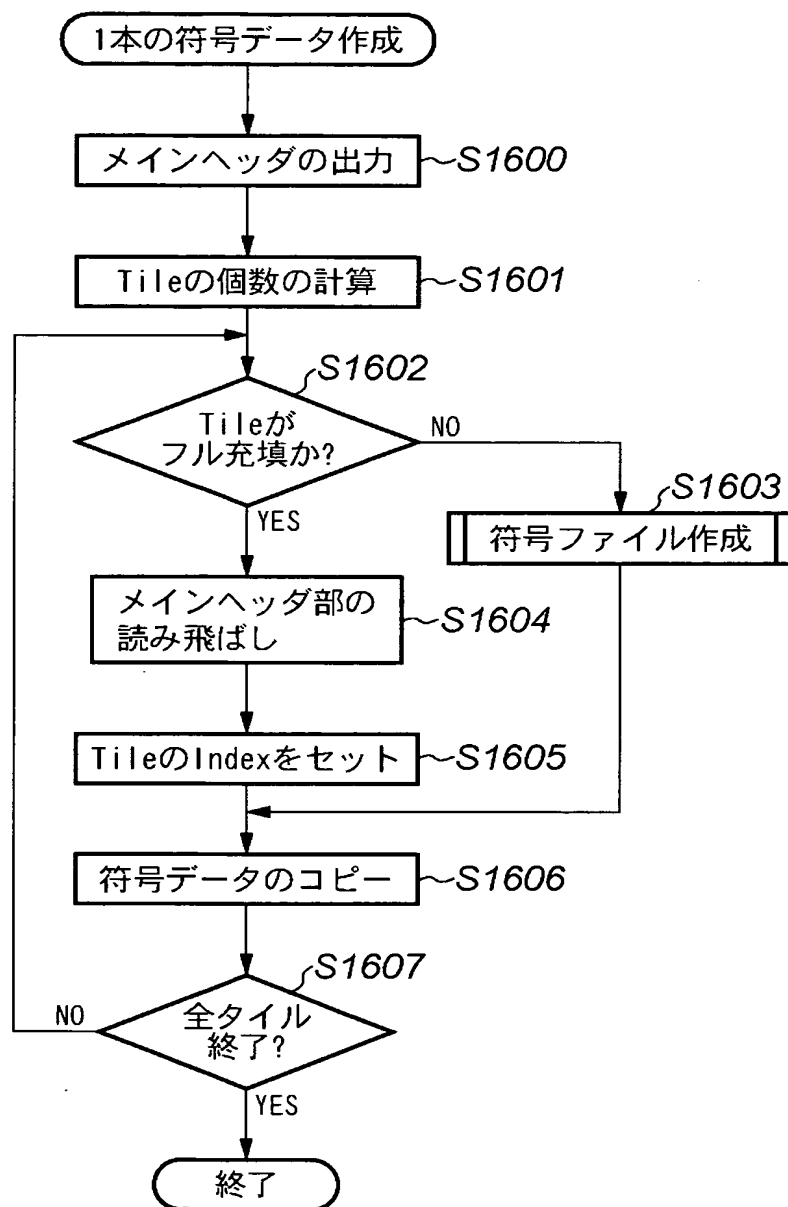 1本の符号データ作成
メインヘッダの出力
S1600
Tileの個数の計算
S1601
S1602
Tileが
フル充填か?
NO
YES
S1603
符号ファイル作成
メインヘッダ部の
読み飛ばし
S1604
TileのIndexをセット
S1605
符号データのコピー
S1606
S1607
全タイル
終了?
NO
YES
終了